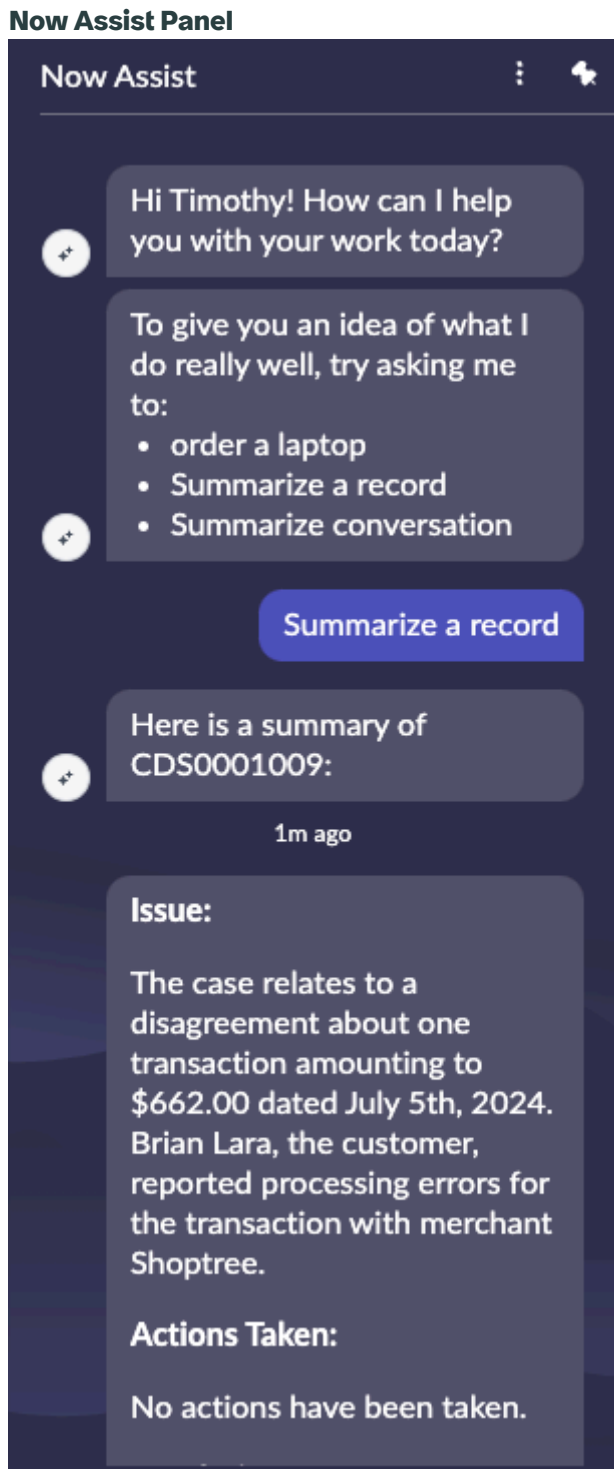 Now Assist Panel
Now Assist
Hi Timothy! How can I help
you with your work today?
To give you an idea of what I
do really well, try asking me
to:
• order a laptop
• Summarize a record
• Summarize conversation
Summarize a record
Here is a summary of
CDS0001009:
1m ago
Issue:
The case relates to a
disagreement about one
transaction amounting to
$662.00 dated July 5th, 2024.
Brian Lara, the customer,
reported processing errors for
the transaction with merchant
Shoptree.
Actions Taken:
No actions have been taken.